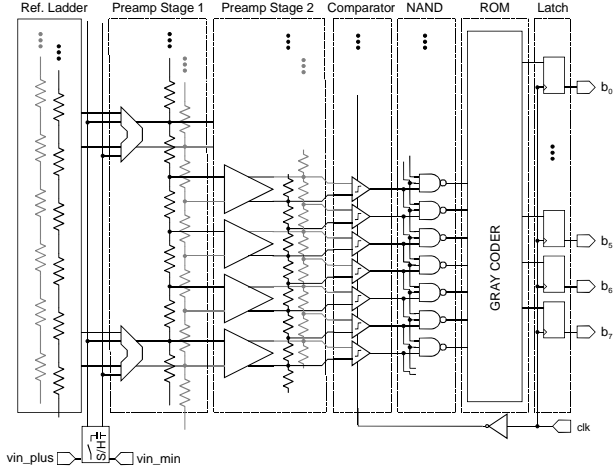 Ref. Ladder Preamp Stage 1 Preamp Stage 2 Comparator NAND ROM Latch
b0
b5
b6
b7
GRAY CODER
clk
S/H
vin_plus vin_min